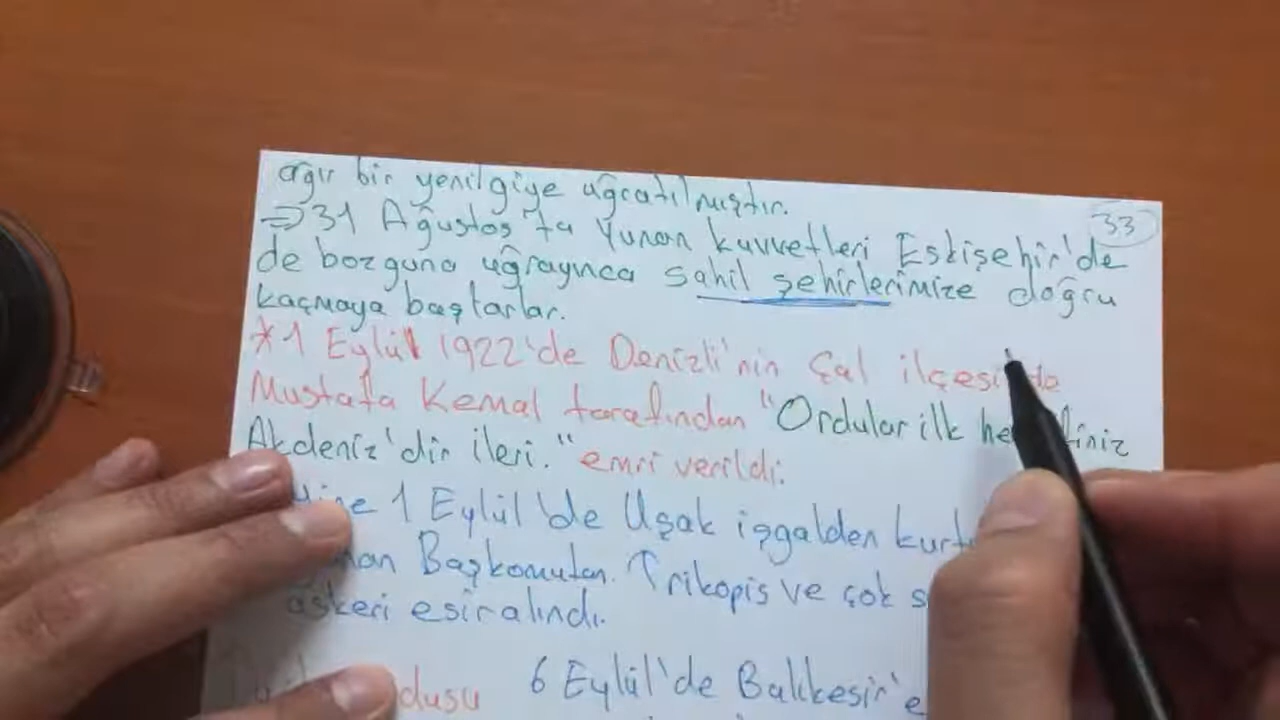 ağır bir yenilgiye uğratılmıştır.
33
⇒ 31 Ağustos'ta Yunan kuvvetleri Eskişehir'de
de bozguna uğrayınca sahil şehirlerimize doğru
kaçmaya başlarlar.
* 1 Eylül 1922'de Denizli'nin Çal ilçesinde
Mustafa Kemal tarafından "Ordular ilk hedefiniz
Akdeniz'dir ileri." emri verildi.
1 Eylül'de Uşak işgalden
Başkomutan Trikopis ve çok
askeri esir alındı.
6 Eylül'de Balıkesir'e